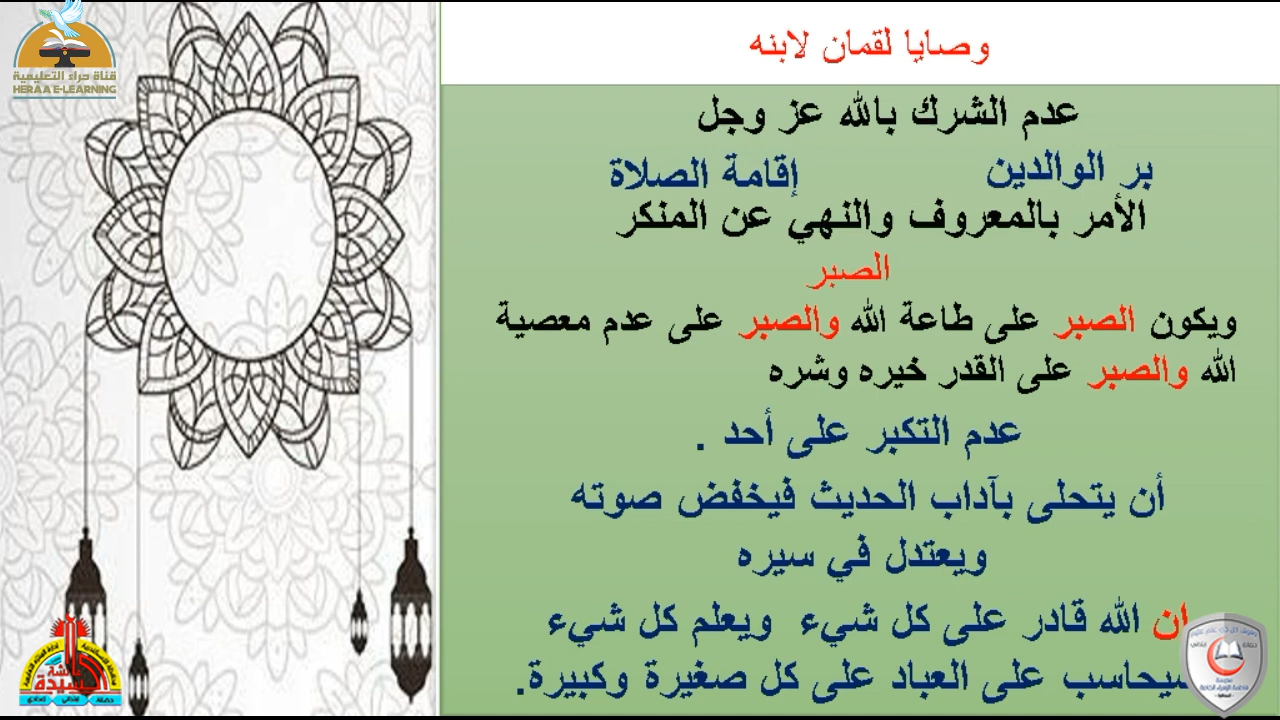 قناة حراء التعليمية
HERAA E-LEARNING
وصايا لقمان لابنه
عدم الشرك بالله عز وجل
بر الوالدين إقامة الصلاة
الأمر بالمعروف والنهي عن المنكر
الصبر
ويكون الصبر على طاعة الله والصبر على عدم معصية
الله والصبر على القدر خيره وشره
عدم التكبر على أحد .
أن يتحلى بآداب الحديث فيخفض صوته
ويعتدل في سيره
ان الله قادر على كل شيء ويعلم كل شيء
سيحاسب على العباد على كل صغيرة وكبيرة.